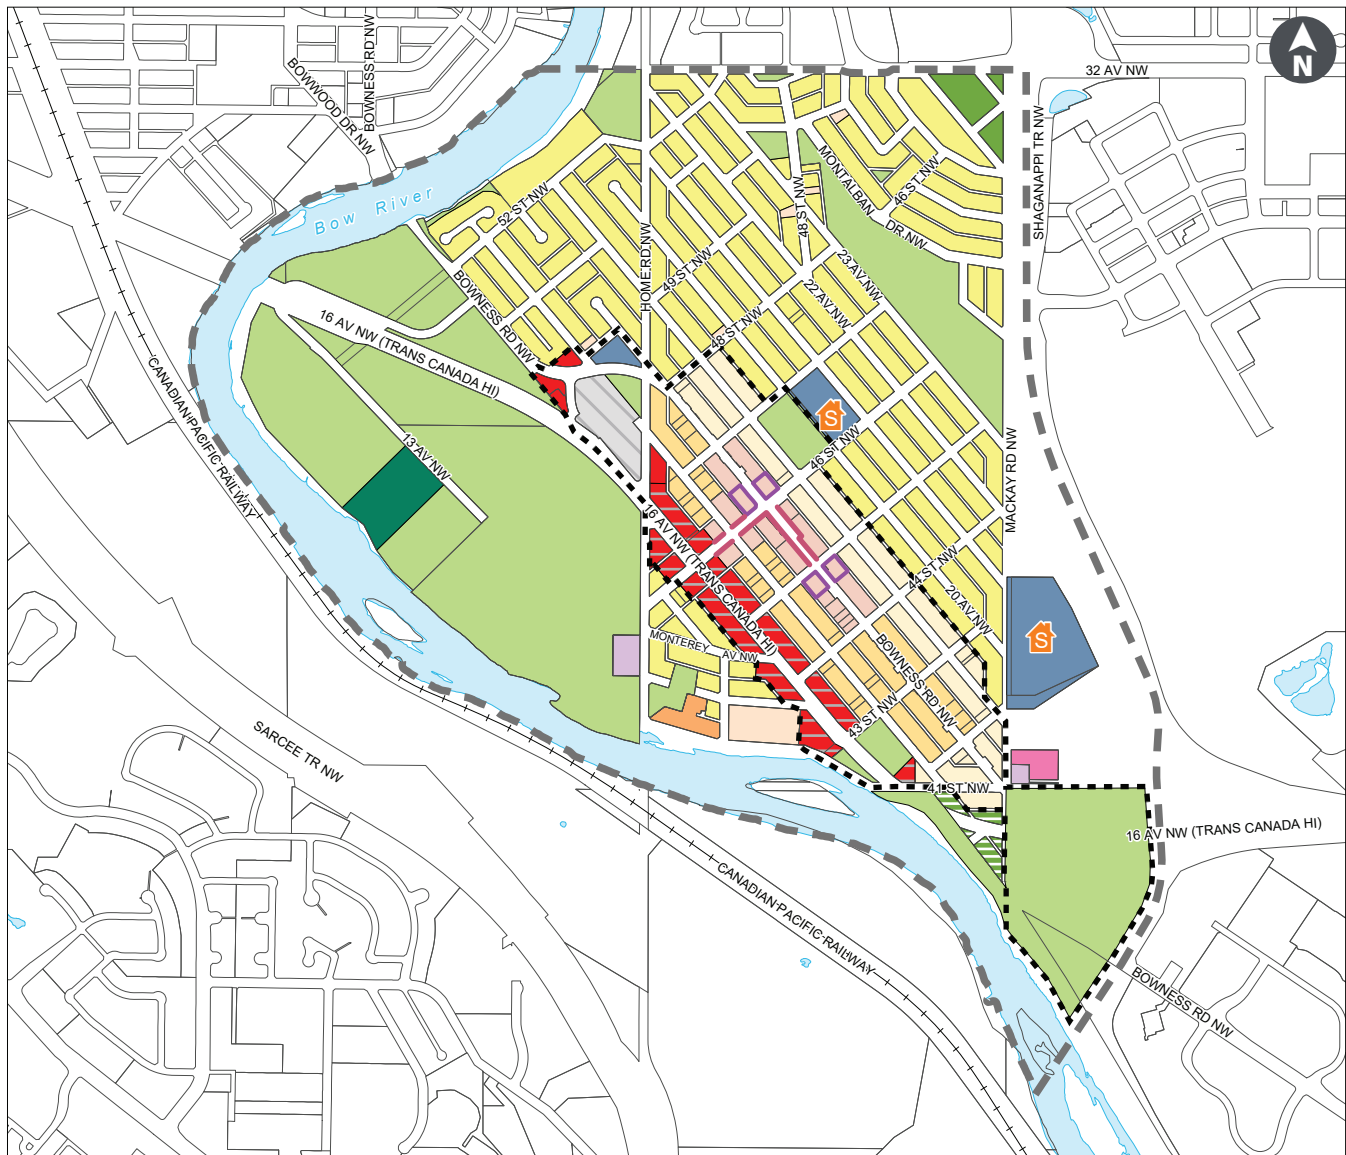 BOWNESS RD NW
BOWWOOD DR NW
32 AV NW
N
SHAGANAPPI TR NW
Bow River
52 ST NW
HOME RD NW
49 ST NW
48 ST NW
MONTALBAN
DR NW
46 ST NW
23 AV NW
22 AV NW
48 ST NW
BOWNESS RD NW
16 AV NW (TRANS CANADA HI)
CANADIAN PACIFIC RAILWAY
13 AV NW
S
46 ST NW
MACKAY RD NW
16 AV NW (TRANS CANADA HI)
44 ST NW
20 AV NW
S
MONTEREY AV NW
BOWNESS RD NW
43 ST NW
41 ST NW
SARCEE TR NW
16 AV NW (TRANS CANADA HI)
CANADIAN PACIFIC RAILWAY
BOWNESS RD NW